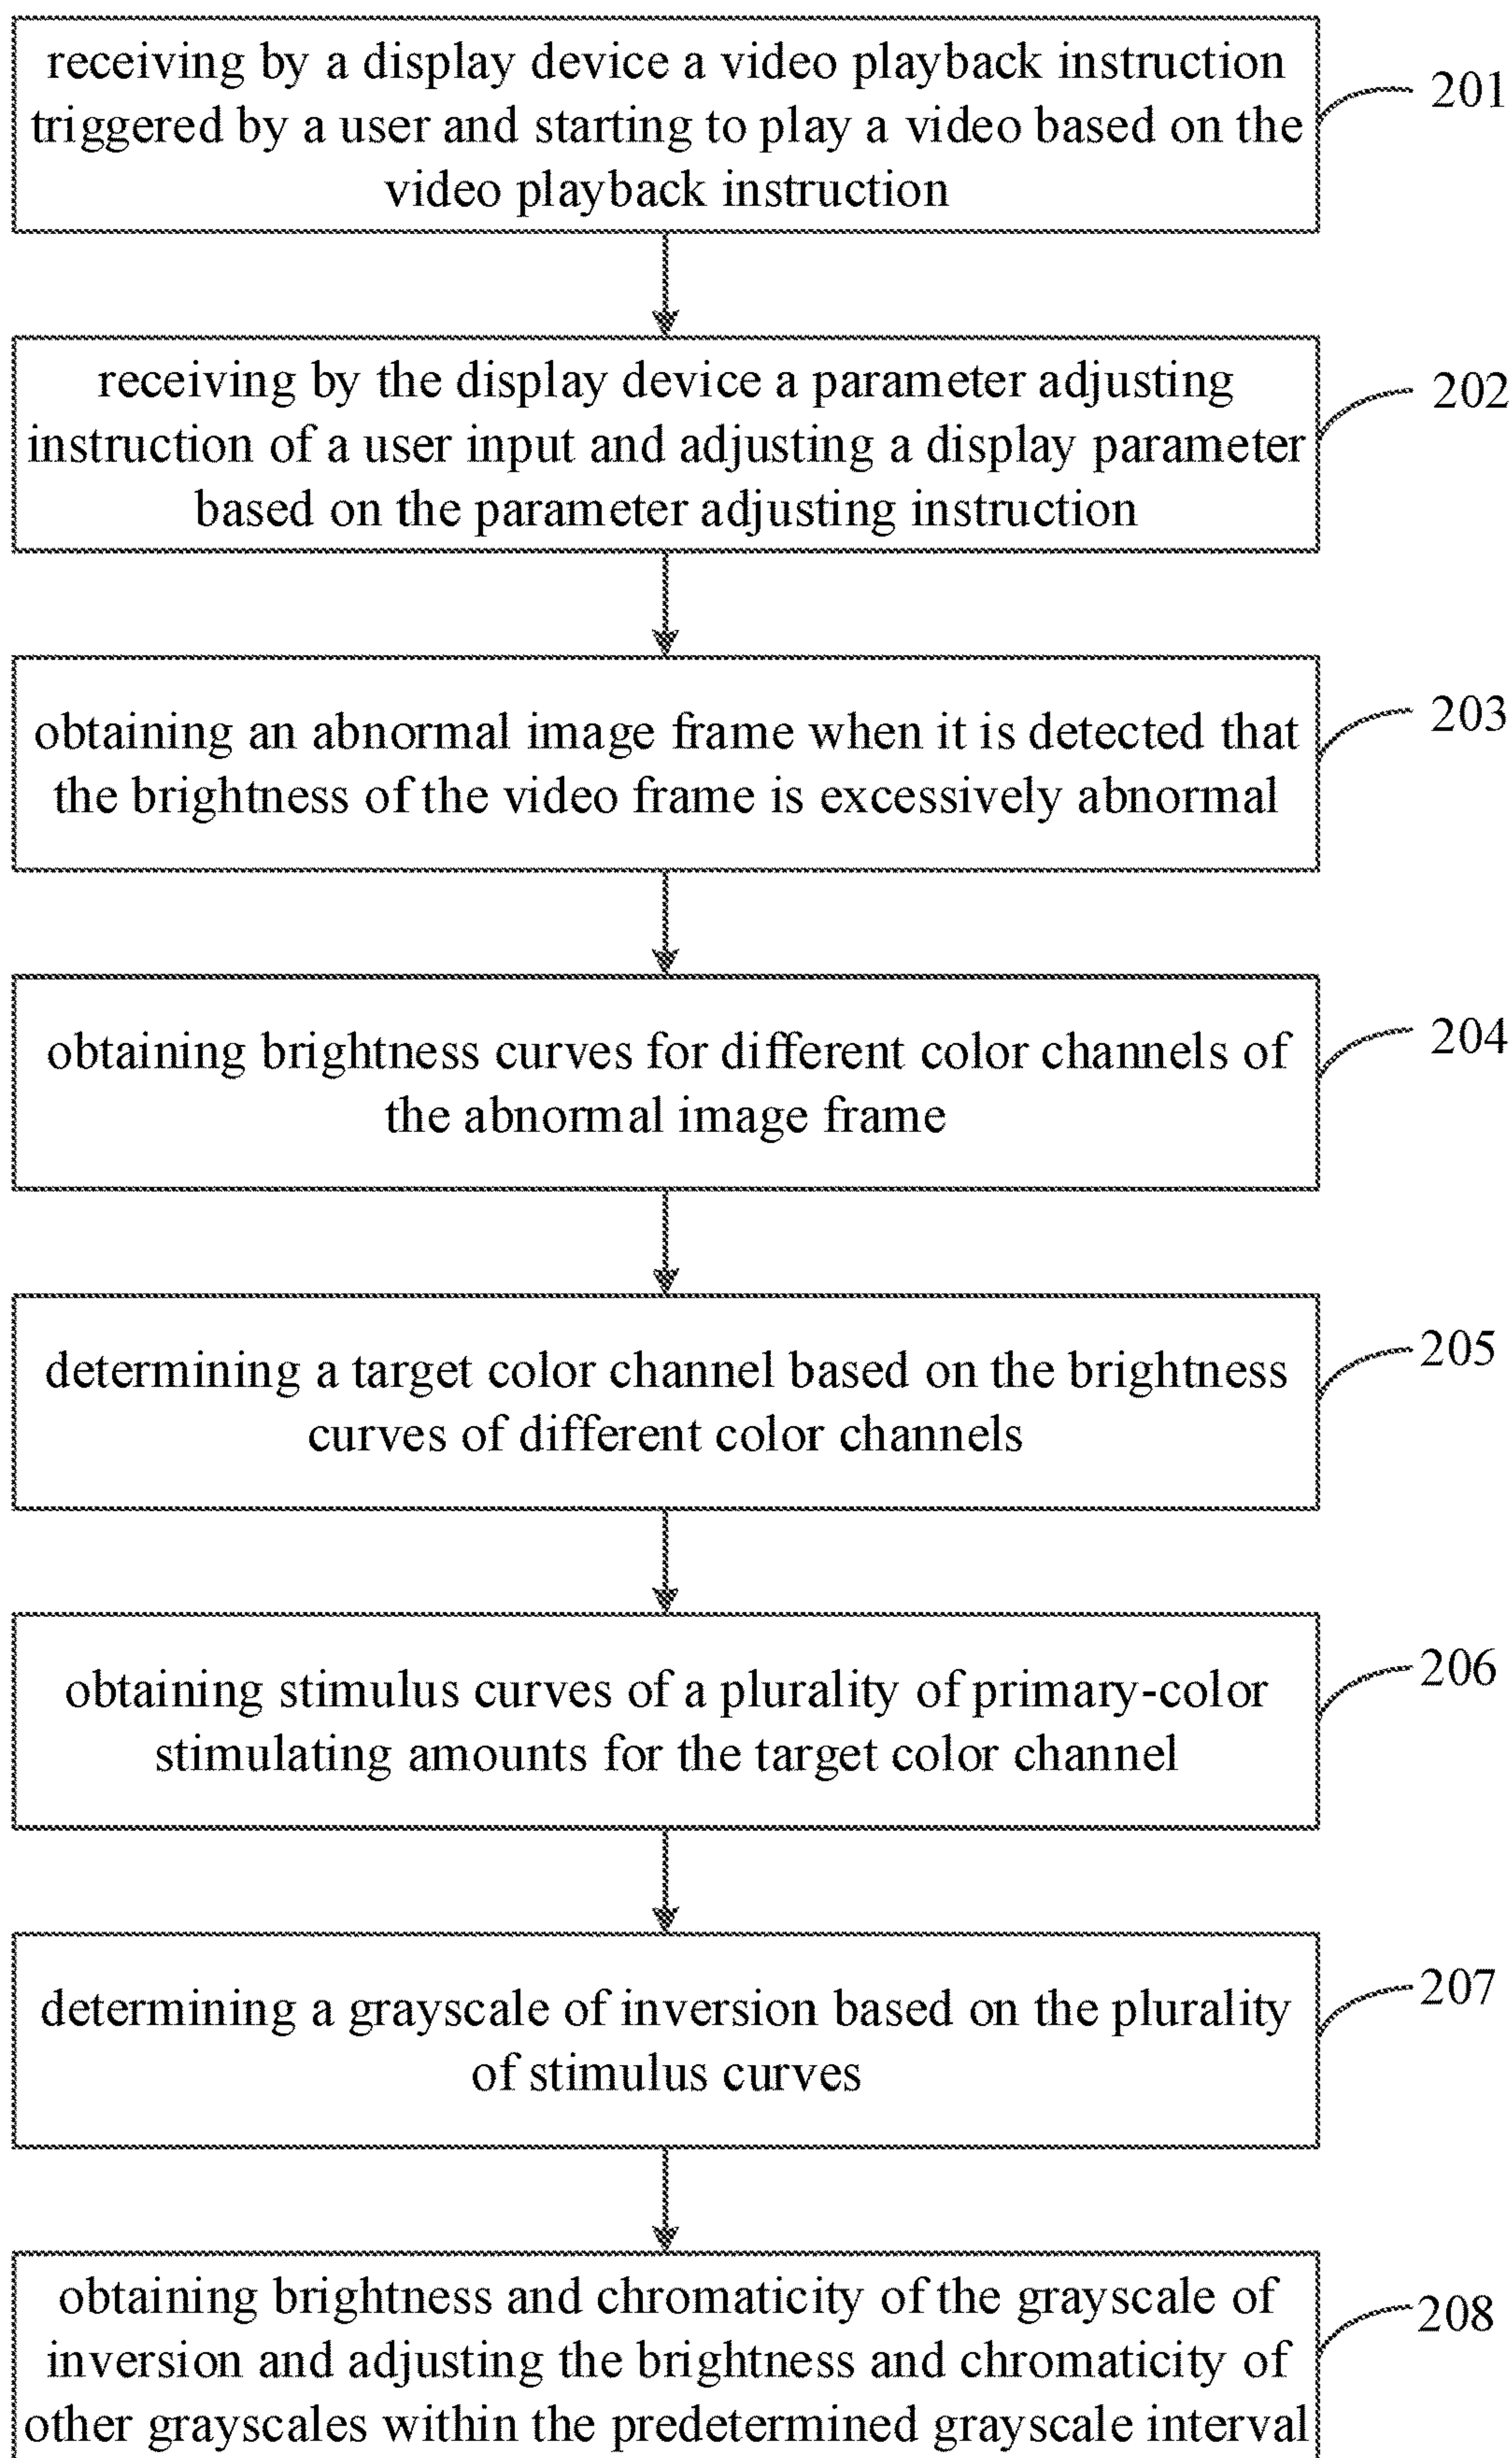 receiving by a display device a video playback instruction
triggered by a user and starting to play a video based on the
video playback instruction
201
receiving by the display device a parameter adjusting
instruction of a user input and adjusting a display parameter
based on the parameter adjusting instruction
202
obtaining an abnormal image frame when it is detected that
the brightness of the video frame is excessively abnormal
203
obtaining brightness curves for different color channels of
the abnormal image frame
204
determining a target color channel based on the brightness
curves of different color channels
205
obtaining stimulus curves of a plurality of primary-color
stimulating amounts for the target color channel
206
determining a grayscale of inversion based on the plurality
of stimulus curves
207
obtaining brightness and chromaticity of the grayscale of
inversion and adjusting the brightness and chromaticity of
other grayscales within the predetermined grayscale interval
208